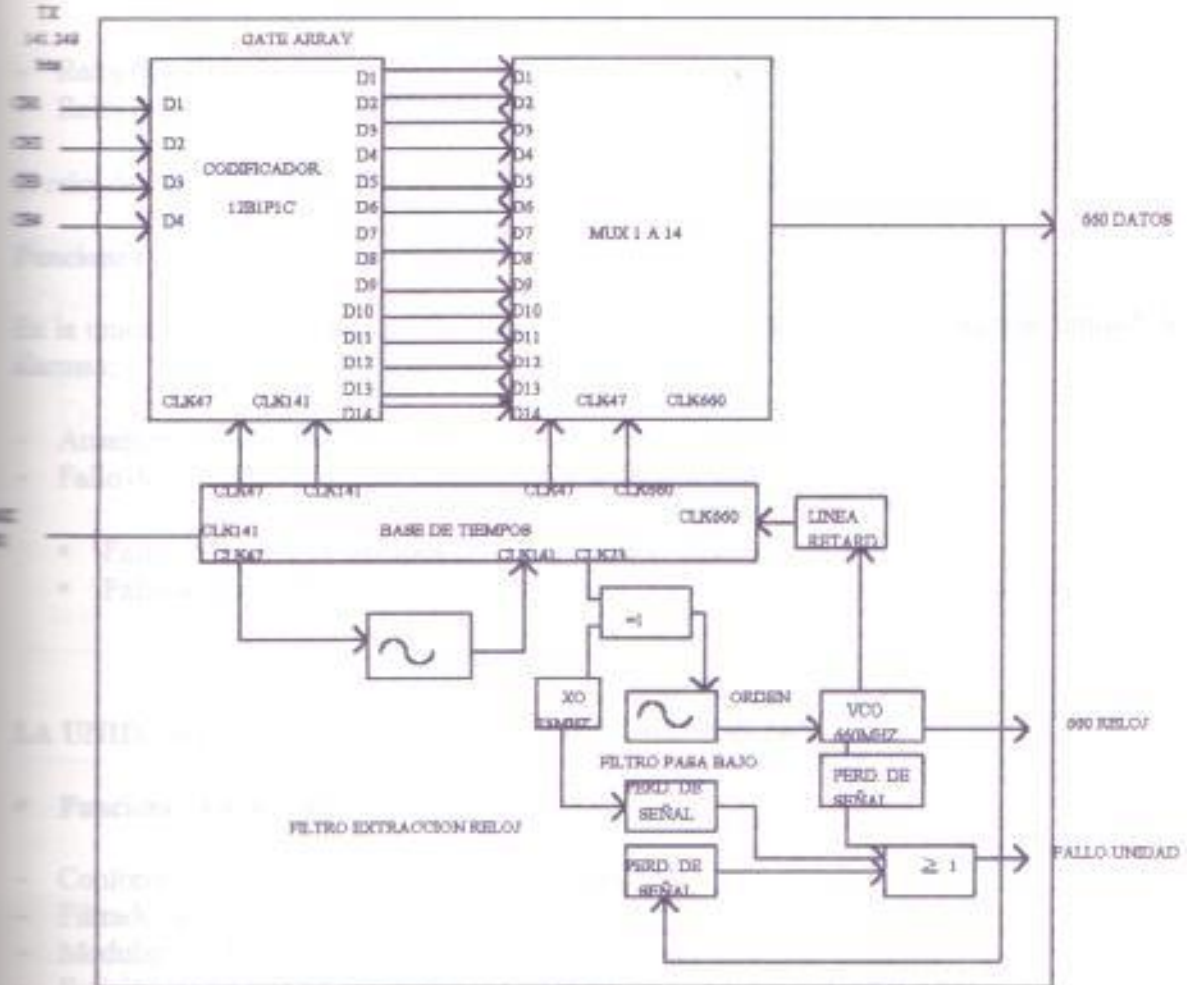 TX
GATE ARRAY
D1
D2
D3
D4
CODIFICADOR
12B1P1C
D1
D2
D3
D4
D5
D6
D7
D8
D9
D10
D11
D12
D13
D14
CLK47 CLK141
D1
D2
D3
D4
D5
D6
D7
D8
D9
D10
D11
D12
D13
D14
MUX 1 A 14
CLK47 CLK660
660 DATOS
CLK47 CLK141 CLK47 CLK660
CLK141 BASE DE TIEMPOS CLK660
CLK47 CLK141 CLK73
LINEA
RETARD
=1
XO
ORDEN
VCO
660MHZ
660 RELOJ
FILTRO PASA BAJO
PERD. DE
SEÑAL
PERD. DE
SEÑAL
FILTRO EXTRACCION RELOJ
PERD. DE
SEÑAL
≥ 1
FALLO.UNIDAD
LA UNI